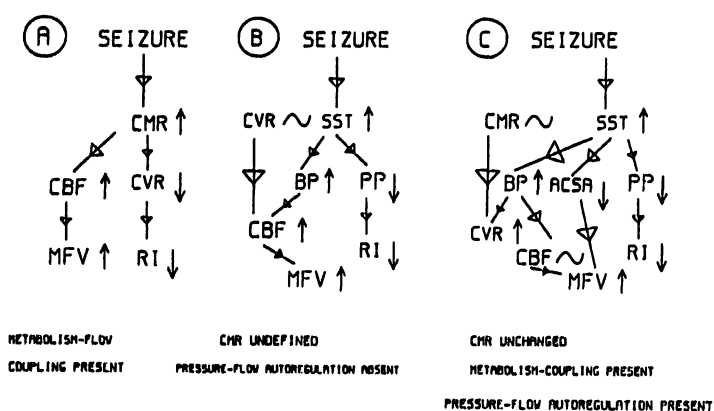 A SEIZURE B SEIZURE C SEIZURE
CMR ↑ CVR ~ SST ↑ CMR ~ SST ↑
CBF ↑ CVR ↓ BP ↑ PP ↓ BP ↑ ACSA ↓ PP ↓
CBF ↑ CVR ↑
MFV ↑ RI ↓ RI ↓ CBF ~ RI ↓
MFV ↑ MFV ↑
METABOLISM-FLOW CMR UNDEFINED CMR UNCHANGED
COUPLING PRESENT PRESSURE-FLOW AUTOREGULATION ABSENT METABOLISM-COUPLING PRESENT
PRESSURE-FLOW AUTOREGULATION PRESENT